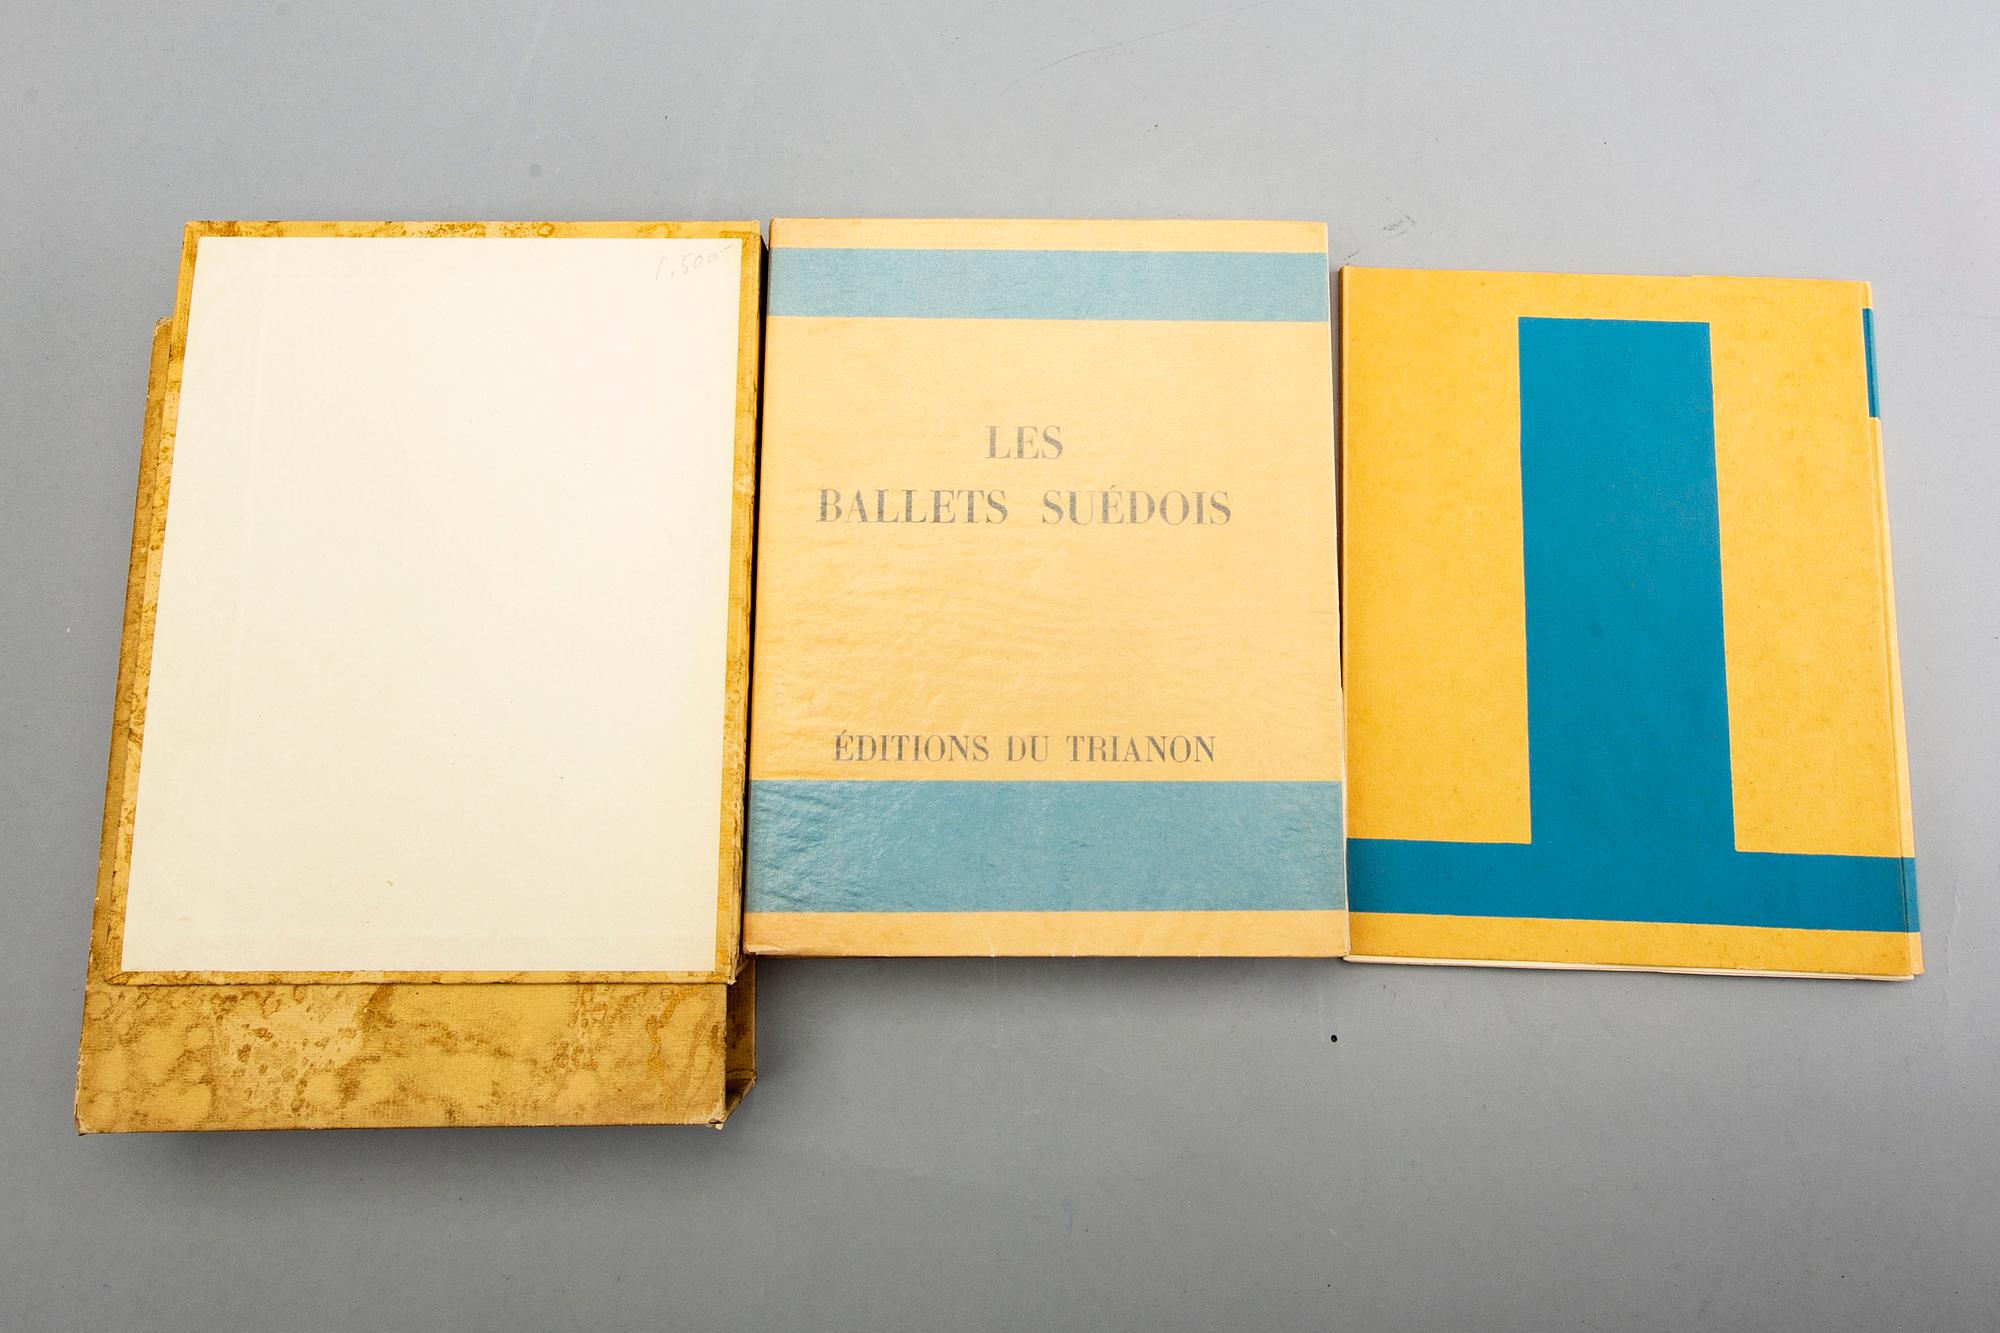 1.500-
LES
BALLETS SUÉDOIS
ÉDITIONS DU TRIANON